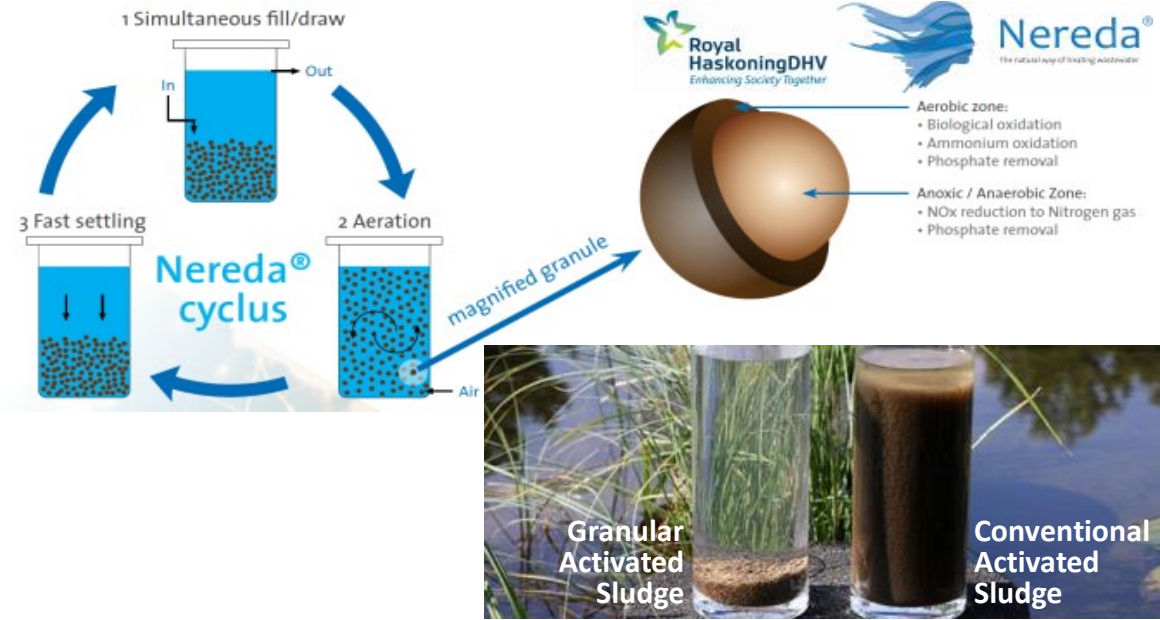 1 Simultaneous fill/draw
Out
In
3 Fast settling
2 Aeration
Nereda®
cyclus
Air
magnified granule
Royal
HaskoningDHV
Enhancing Society Together
Nereda®
The natural way of treating wastewater
Aerobic zone:
• Biological oxidation
• Ammonium oxidation
• Phosphate removal
Anoxic / Anaerobic Zone:
• NOx reduction to Nitrogen gas
• Phosphate removal
Granular
Activated
Sludge
Conventional
Activated
Sludge